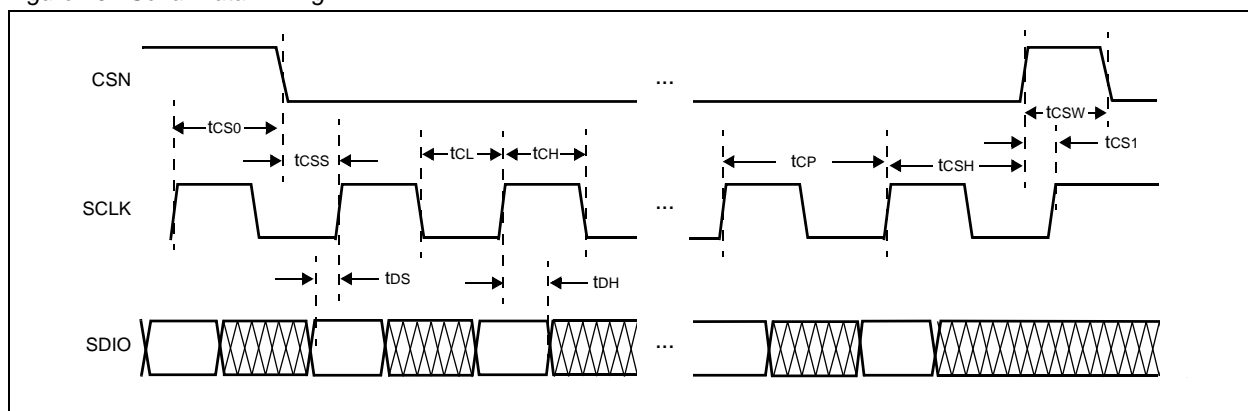 CSN
...
tCS0
tCSW
tCSS
tCL
tCH
tCP
tCSH
tCS1
SCLK
...
tDS
tDH
SDIO
...